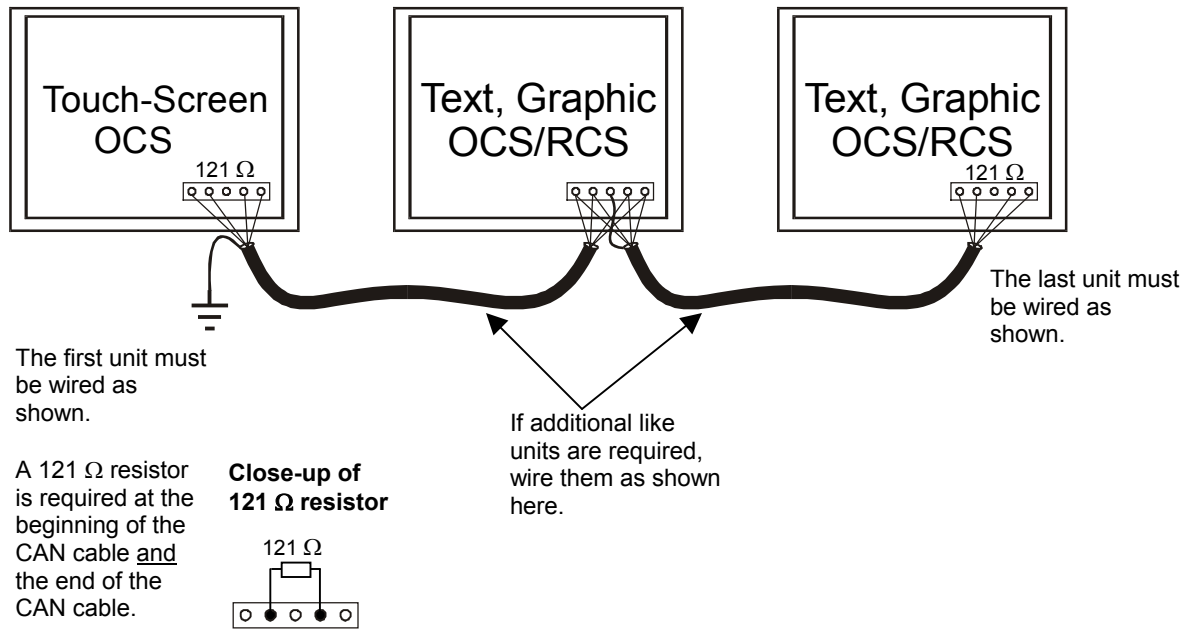 Touch-Screen
OCS
121 Ω
Text, Graphic
OCS/RCS
Text, Graphic
OCS/RCS
121 Ω
The first unit must
be wired as
shown.
The last unit must
be wired as
shown.
If additional like
units are required,
wire them as shown
here.
A 121 Ω resistor
is required at the
beginning of the
CAN cable and
the end of the
CAN cable.
Close-up of
121 Ω resistor
121 Ω